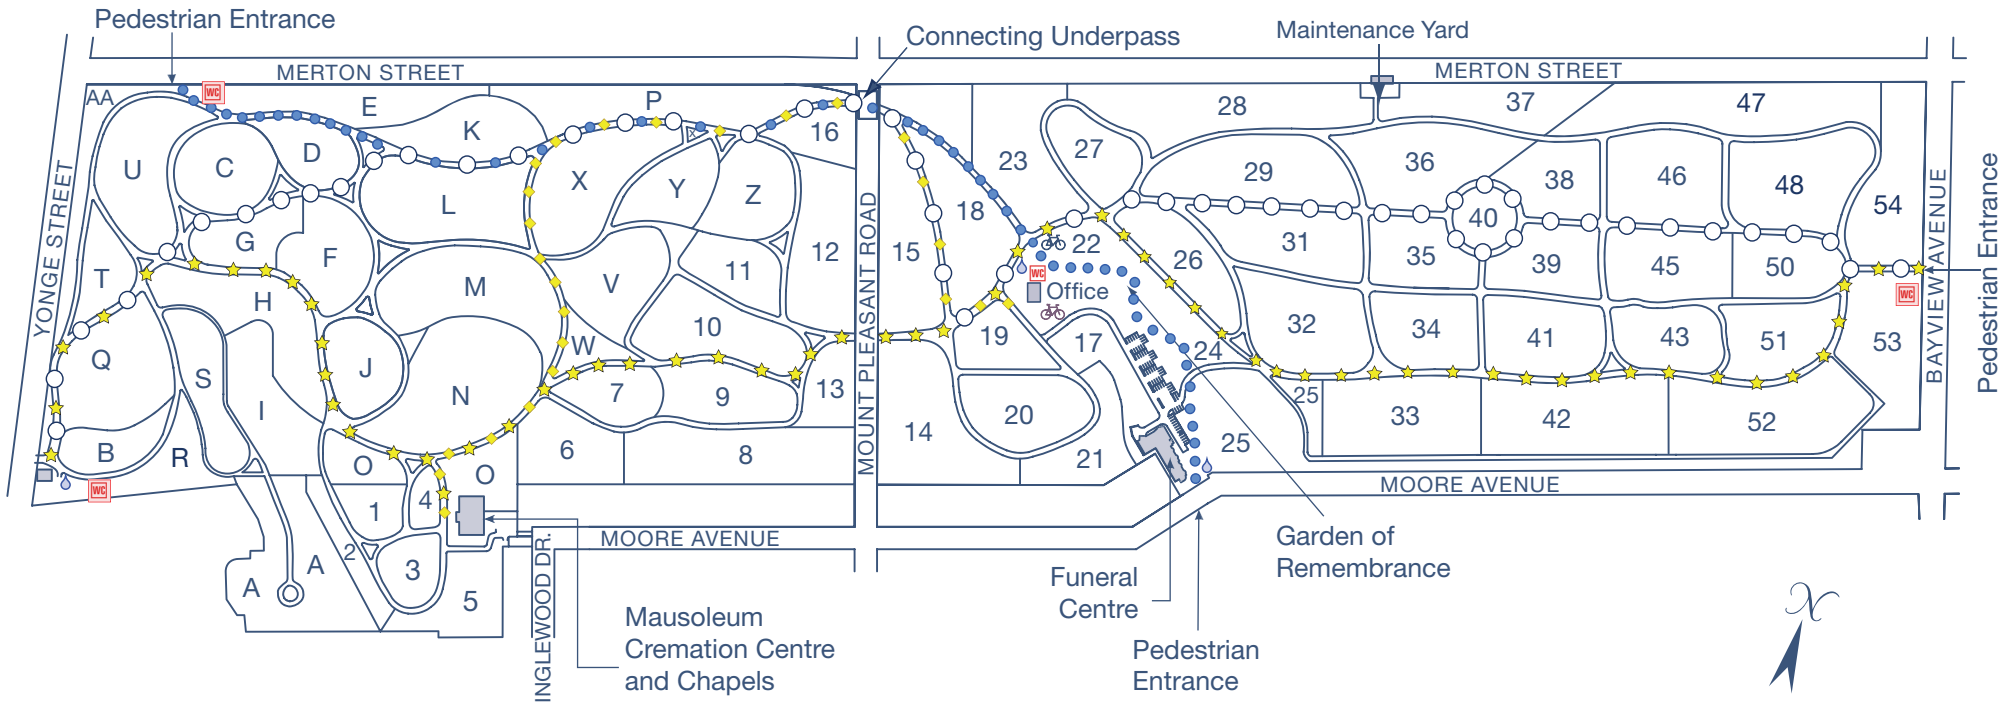 Pedestrian Entrance
Connecting Underpass
Maintenance Yard
MERTON STREET
MERTON STREET
AA
WC
E
P
K
16
28
37
47
U
C
D
X
L
Y
Z
x
23
27
29
36
38
46
48
54
YONGE STREET
G
F
T
H
M
V
11
12
MOUNT PLEASANT ROAD
15
18
22
26
31
35
40
39
45
50
BAYVIEW AVENUE
Pedestrian Entrance
WC
WC
Office
Q
S
J
W
10
N
I
7
9
13
19
17
24
32
34
41
43
51
53
B
R
O
O
6
8
14
20
21
25
25
33
42
52
WC
1
4
2
3
5
A
A
MOORE AVENUE
MOORE AVENUE
INGLEWOOD DR.
Mausoleum
Cremation Centre
and Chapels
Funeral
Centre
Pedestrian
Entrance
Garden of
Remembrance
N